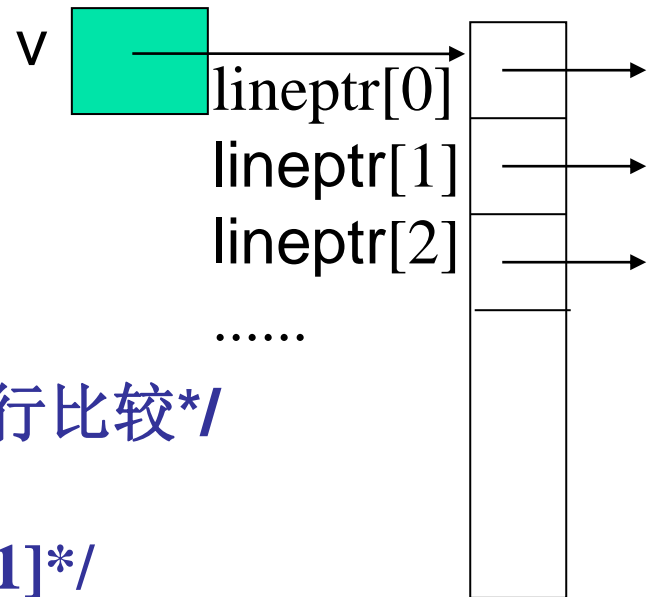 v
lineptr[0]
lineptr[1]
lineptr[2]
......
行比较*/
1]*/